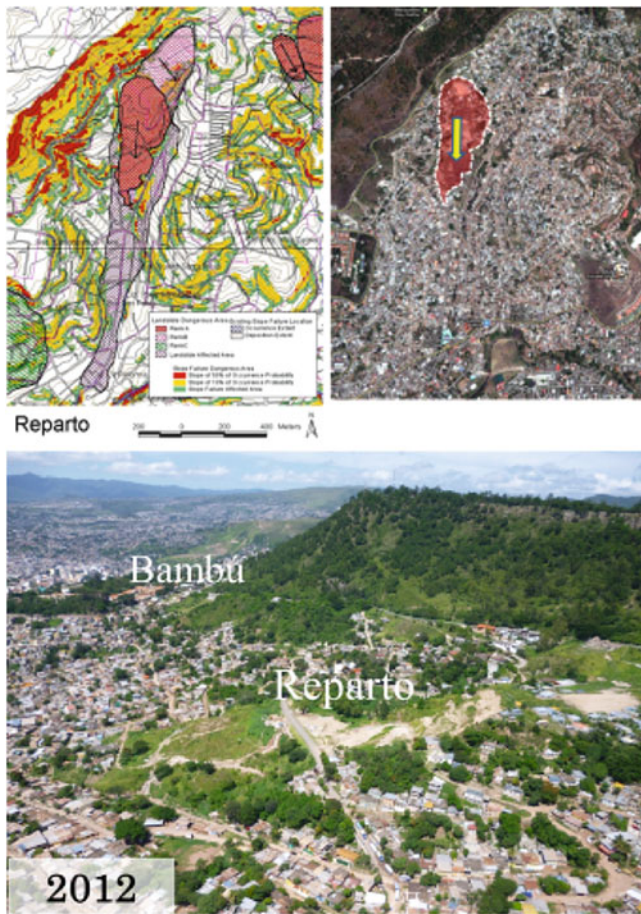 Landslide Dangerous Area
Existing Slope Failure Location
Rank A
Occurrence Extent
Rank B
Deposition Extent
Rank C
Landslide Affected Area
Slope Failure Dangerous Area
Slope of 50% of Occurrence Probability
Slope of 10% of Occurrence Probability
Slope Failure Affected Area
Reparto
200 0 200 400 Meters
N
Bambu
Reparto
2012